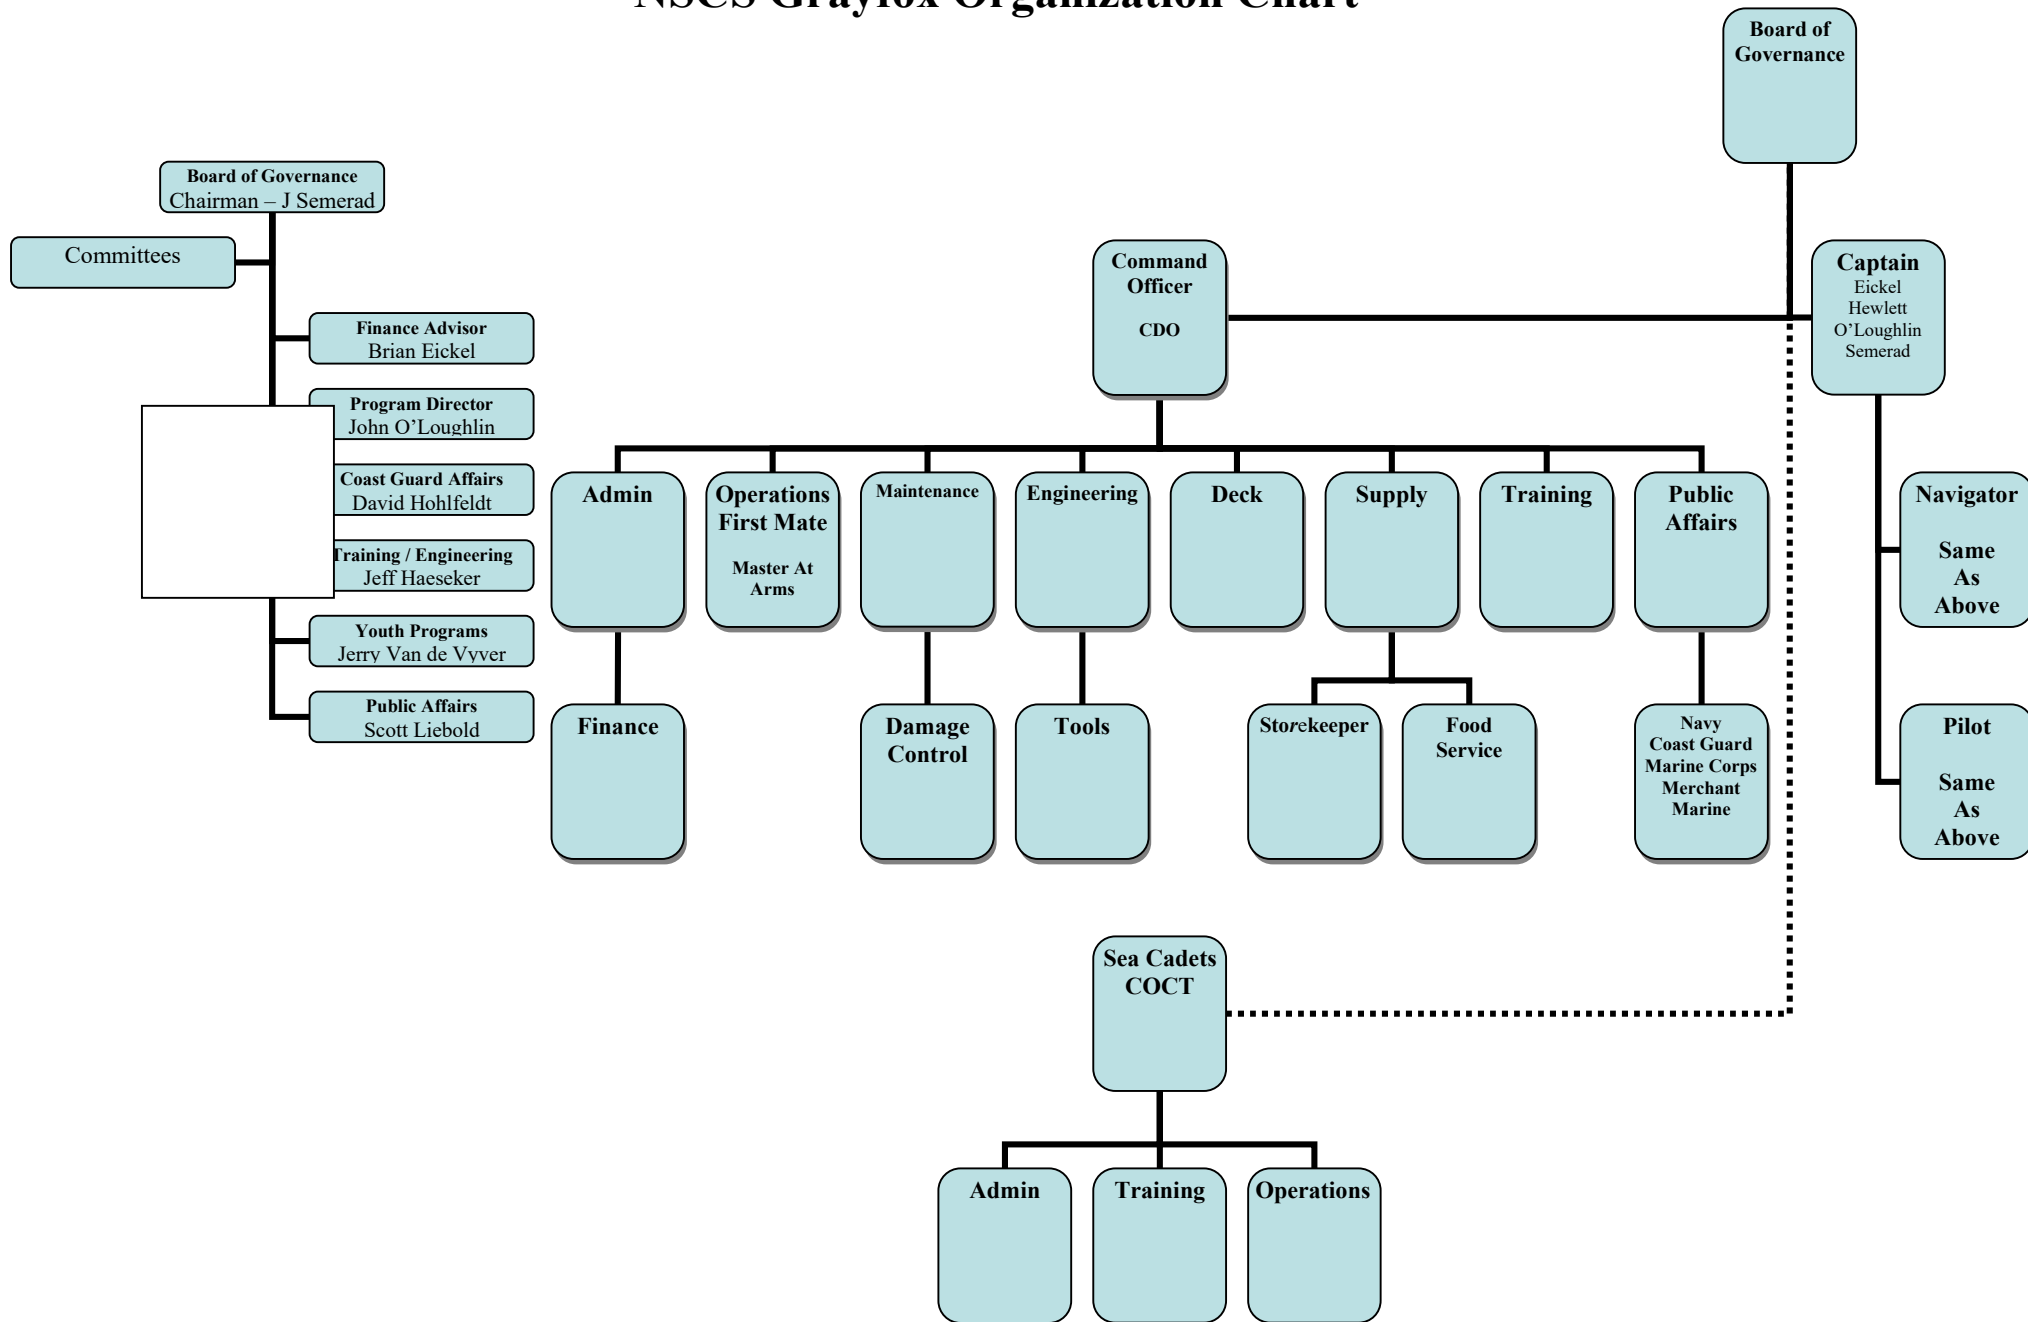 NSCS Grayfox Organization Chart
Board of
Governance
Board of Governance
Chairman – J Semerad
Committees
Finance Advisor
Brian Eickel
Program Director
John O’Loughlin
Coast Guard Affairs
David Hohlfeldt
Training / Engineering
Jeff Haeseker
Youth Programs
Jerry Van de Vyver
Public Affairs
Scott Liebold
Command
Officer
CDO
Captain
Eickel
Hewlett
O’Loughlin
Semerad
Admin
Operations
First Mate
Master At
Arms
Maintenance
Engineering
Deck
Supply
Training
Public
Affairs
Navigator
Same
As
Above
Finance
Damage
Control
Tools
Storekeeper
Food
Service
Navy
Coast Guard
Marine Corps
Merchant
Marine
Pilot
Same
As
Above
Sea Cadets
COCT
Admin
Training
Operations